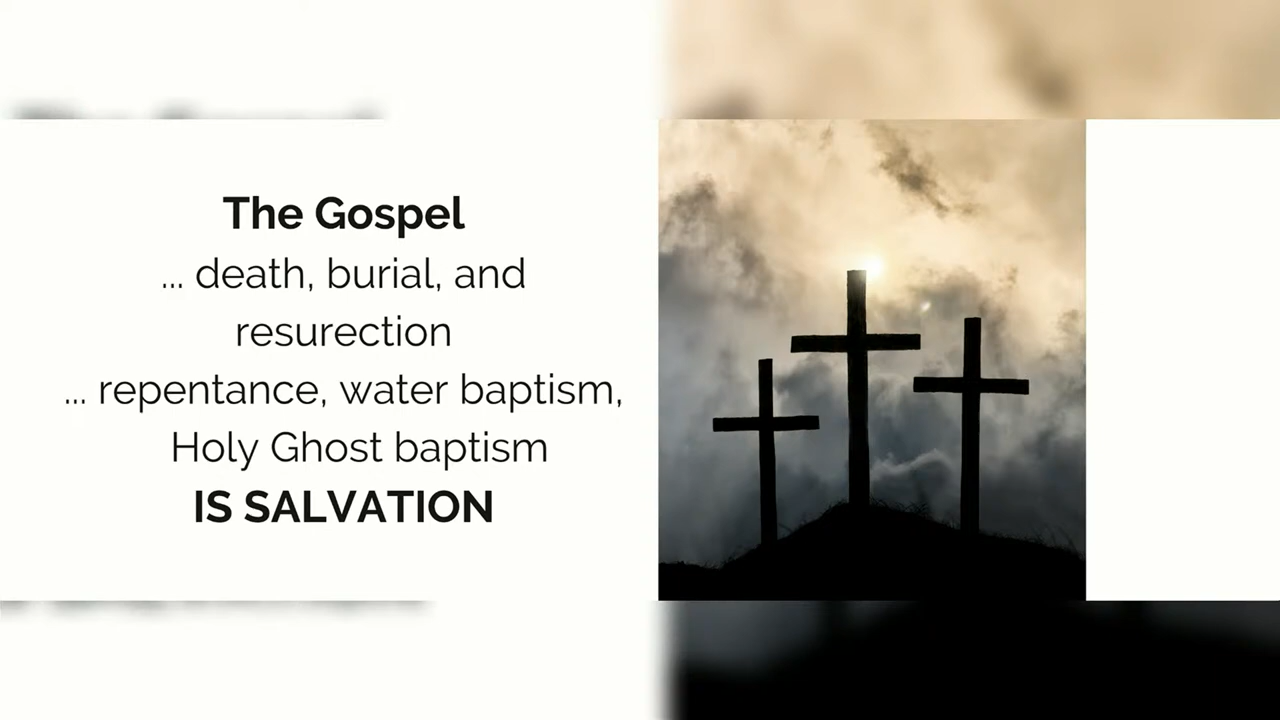 The Gospel
... death, burial, and
resurection
... repentance, water baptism,
Holy Ghost baptism
IS SALVATION